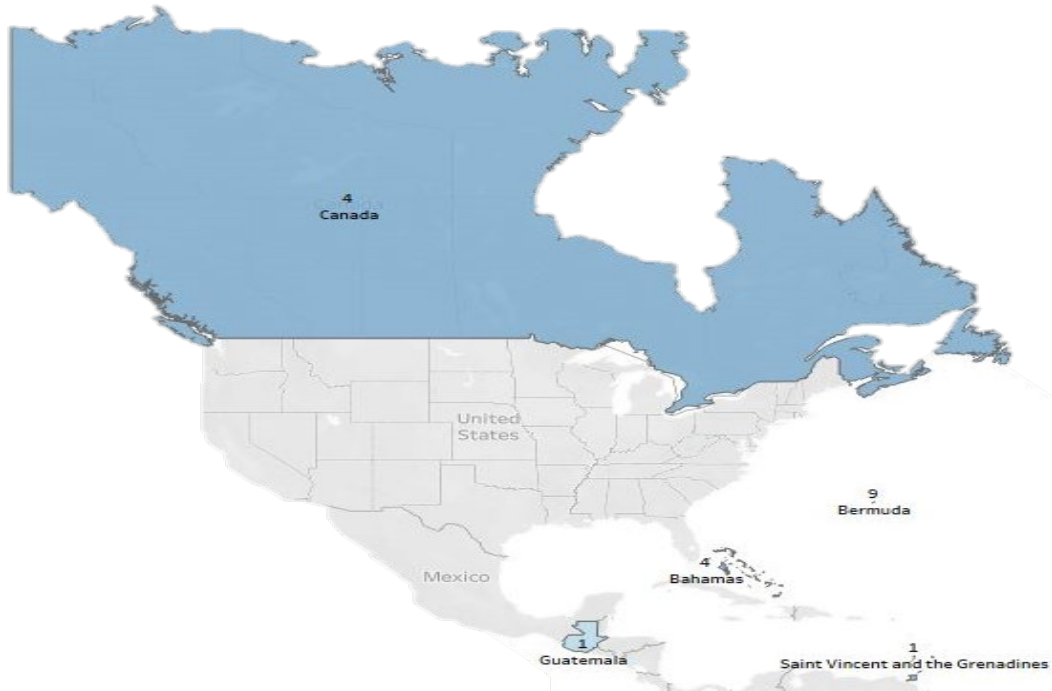 4
Canada
United
States
9
Bermuda
4
Bahamas
Mexico
1
Guatemala
1
Saint Vincent and the Grenadines